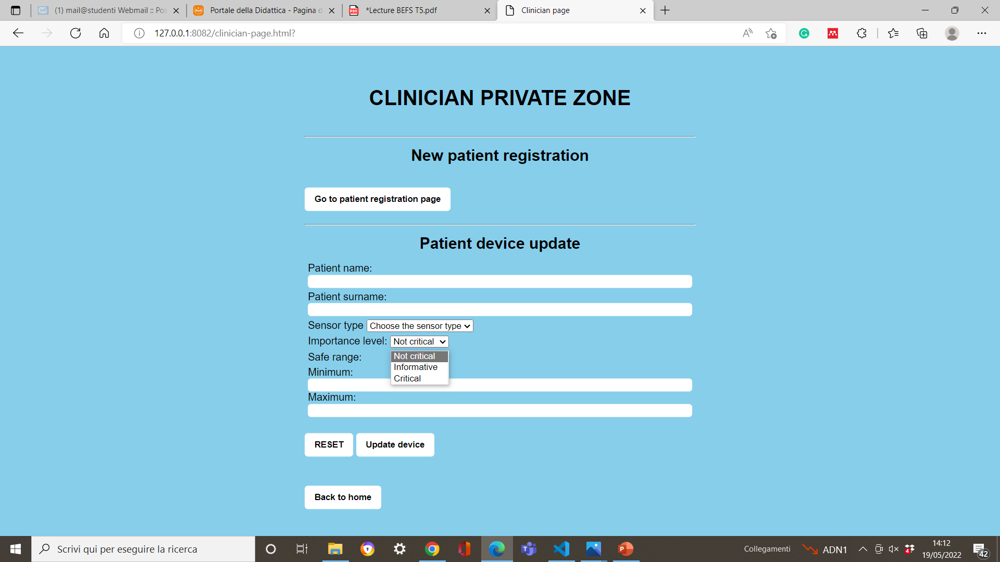 (1) mail@studenti Webmail :: Pos
Portale della Didattica - Pagina d
*Lecture BEFS T5.pdf
Clinician page
127.0.0.1:8082/clinician-page.html?
CLINICIAN PRIVATE ZONE
New patient registration
Go to patient registration page
Patient device update
Patient name:
Patient surname:
Sensor type Choose the sensor type
Importance level: Not critical
Not critical
Informative
Critical
Safe range:
Minimum:
Maximum:
RESET Update device
Back to home
Scrivi qui per eseguire la ricerca
Collegamenti
ADN1
4
14:12
19/05/2022
42